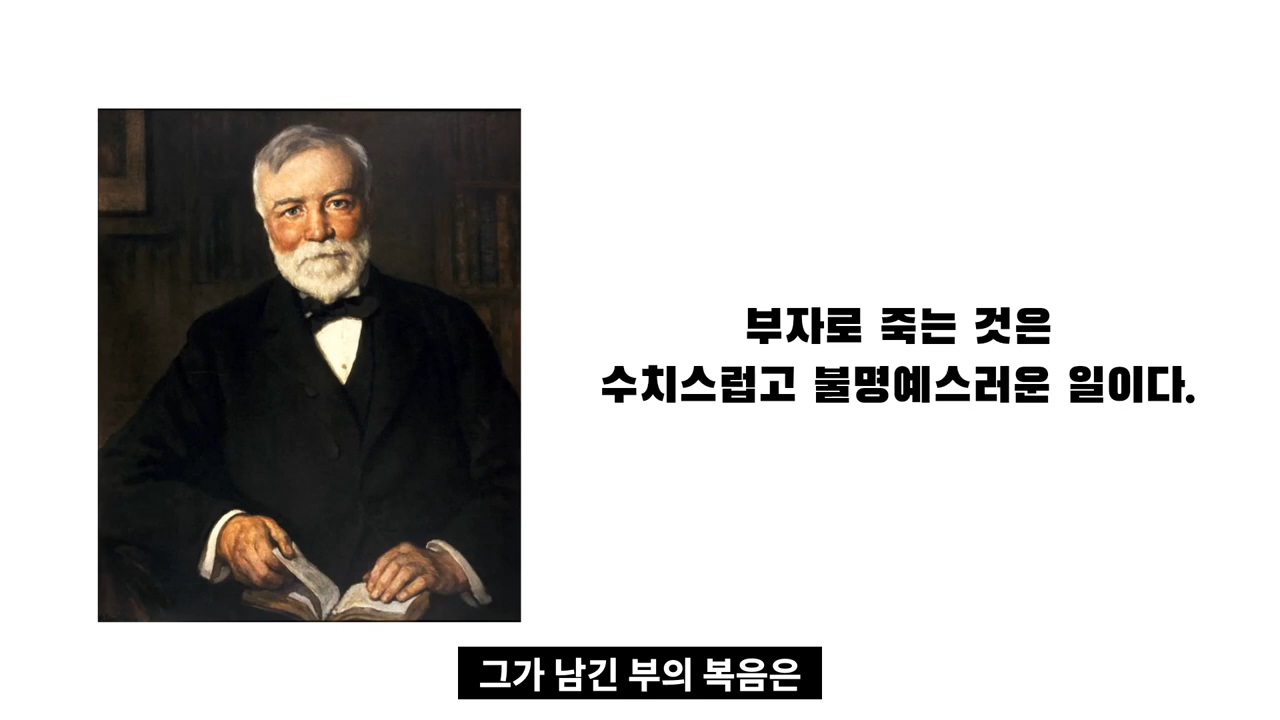 부자로 죽는 것은
수치스럽고 불명예스러운 일이다.
그가 남긴 부의 복음은